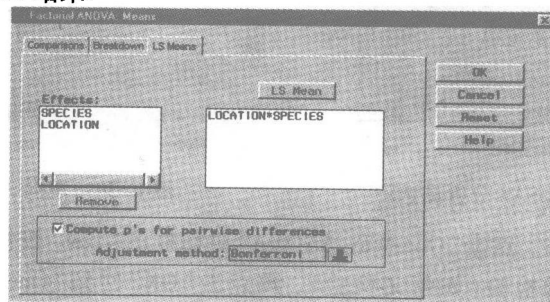 Factorial ANOVA: Means
Comparisons Breakdown LS Means
OK
Cancel
Reset
Help
LS Mean
Effects:
SPECIES
LOCATION
LOCATION*SPECIES
Remove
Compute p's for pairwise differences
Adjustment method: Bonferroni